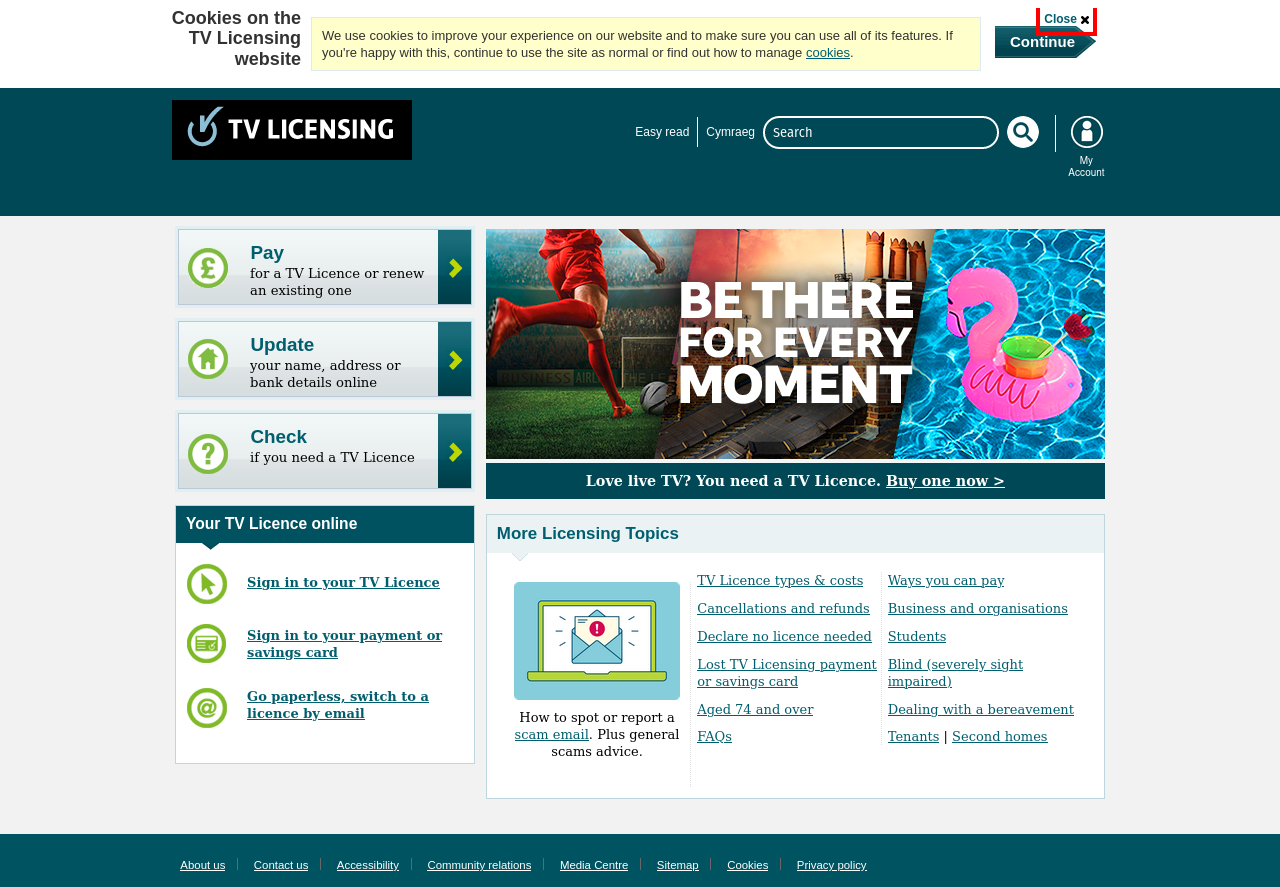 Cookies on the
TV Licensing
website
We use cookies to improve your experience on our website and to make sure you can use all of its features. If
you're happy with this, continue to use the site as normal or find out how to manage cookies.
Close
Continue
TV LICENSING
Easy read
Cymraeg
Search
My
Account
Pay
for a TV Licence or renew
an existing one
Update
your name, address or
bank details online
Check
if you need a TV Licence
BE THERE
FOR EVERY
MOMENT
Love live TV? You need a TV Licence. Buy one now >
Your TV Licence online
Sign in to your TV Licence
Sign in to your payment or
savings card
Go paperless, switch to a
licence by email
More Licensing Topics
How to spot or report a
scam email. Plus general
scams advice.
TV Licence types & costs
Cancellations and refunds
Declare no licence needed
Lost TV Licensing payment
or savings card
Aged 74 and over
FAQs
Ways you can pay
Business and organisations
Students
Blind (severely sight
impaired)
Dealing with a bereavement
Tenants | Second homes
About us
Contact us
Accessibility
Community relations
Media Centre
Sitemap
Cookies
Privacy policy